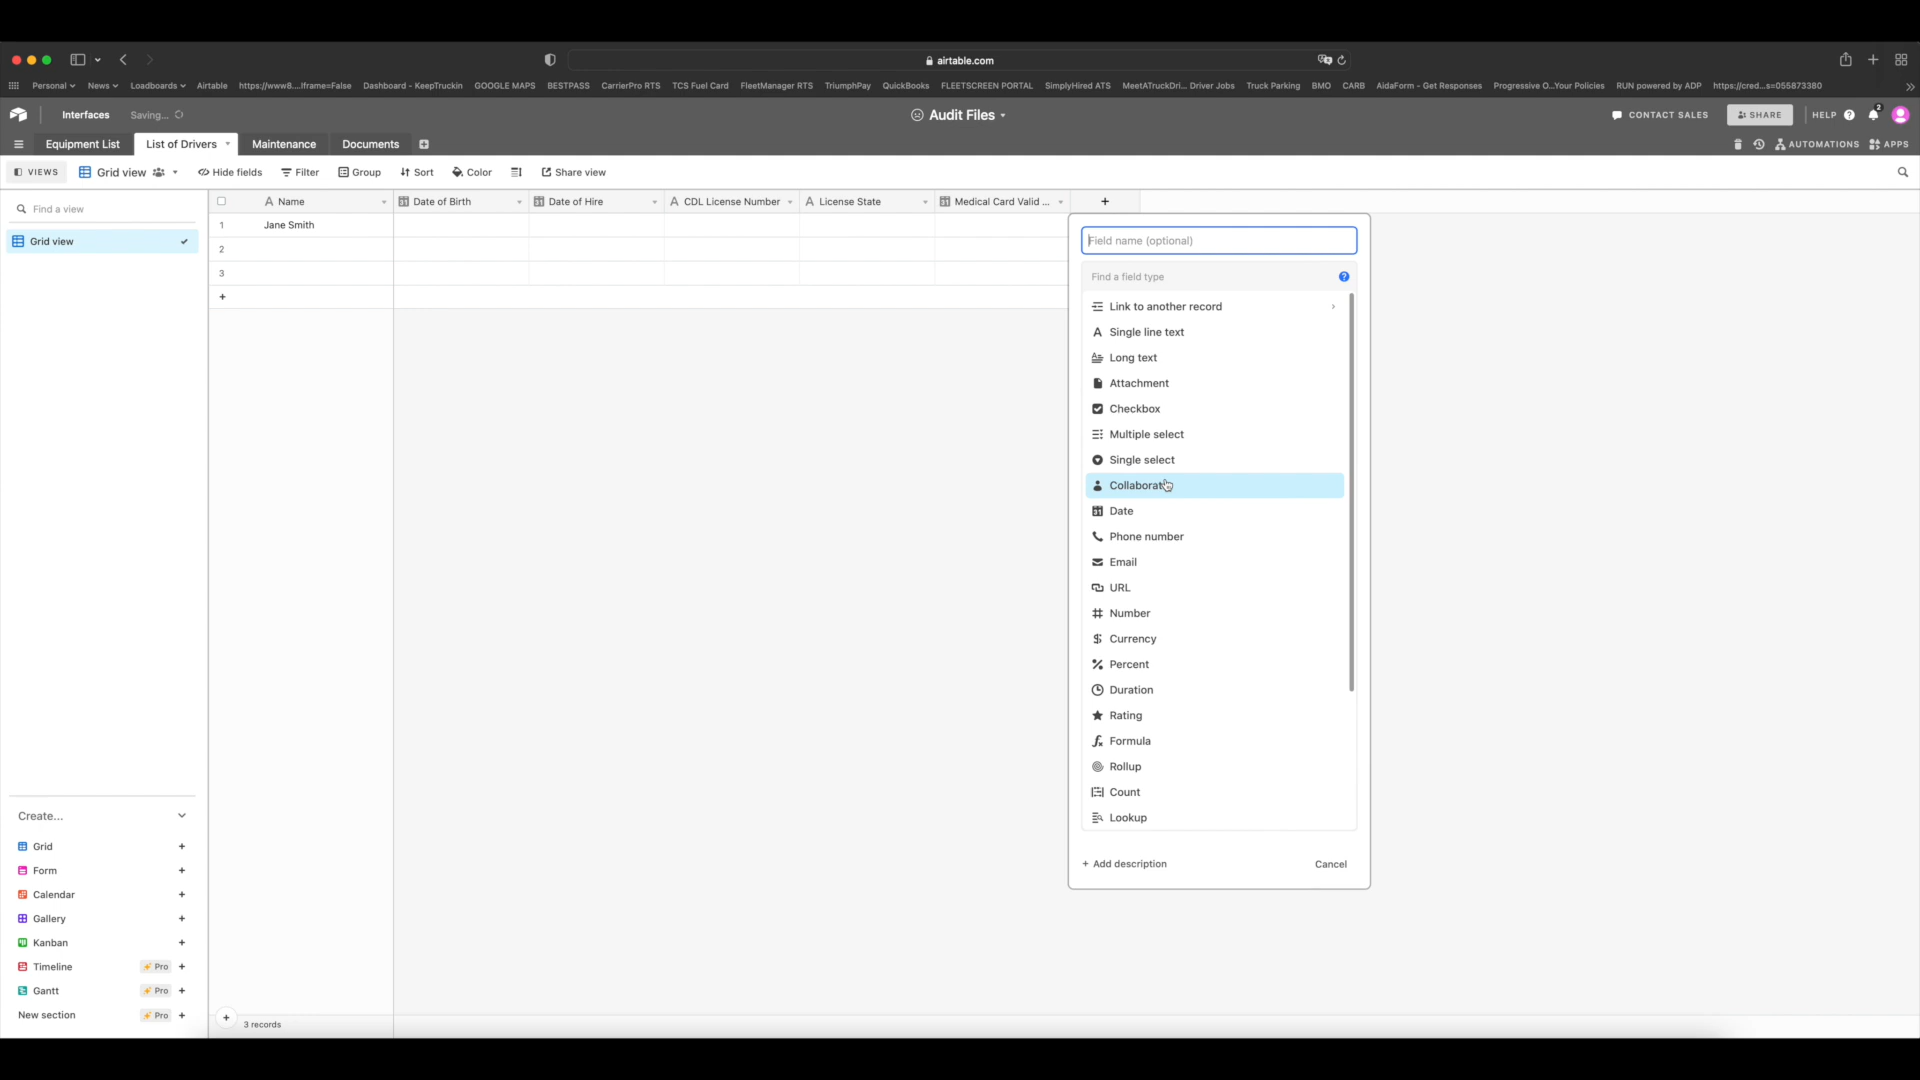 airtable.com
Personal News Loadboards Airtable https://www8....Iframe=False Dashboard - KeepTruckin GOOGLE MAPS BESTPASS CarrierPro RTS TCS Fuel Card FleetManager RTS TriumphPay QuickBooks FLEETSCREEN PORTAL SimplyHired ATS MeetATruckDri... Driver Jobs Truck Parking BMO CARB AidaForm - Get Responses Progressive O...Your Policies RUN powered by ADP https://cred...s=055873380
Interfaces Saving... Audit Files CONTACT SALES SHARE HELP 2
Equipment List List of Drivers Maintenance Documents AUTOMATIONS APPS
VIEWS Grid view Hide fields Filter Group Sort Color Share view
Find a view
Grid view
Name Date of Birth Date of Hire CDL License Number License State Medical Card Valid ...
1 Jane Smith
2
3
+
Field name (optional)
Find a field type
Link to another record
Single line text
Long text
Attachment
Checkbox
Multiple select
Single select
Collaborat
Date
Phone number
Email
URL
Number
Currency
Percent
Duration
Rating
Formula
Rollup
Count
Lookup
+ Add description Cancel
Create...
Grid +
Form +
Calendar +
Gallery +
Kanban +
Timeline Pro +
Gantt Pro +
New section Pro +
+ 3 records